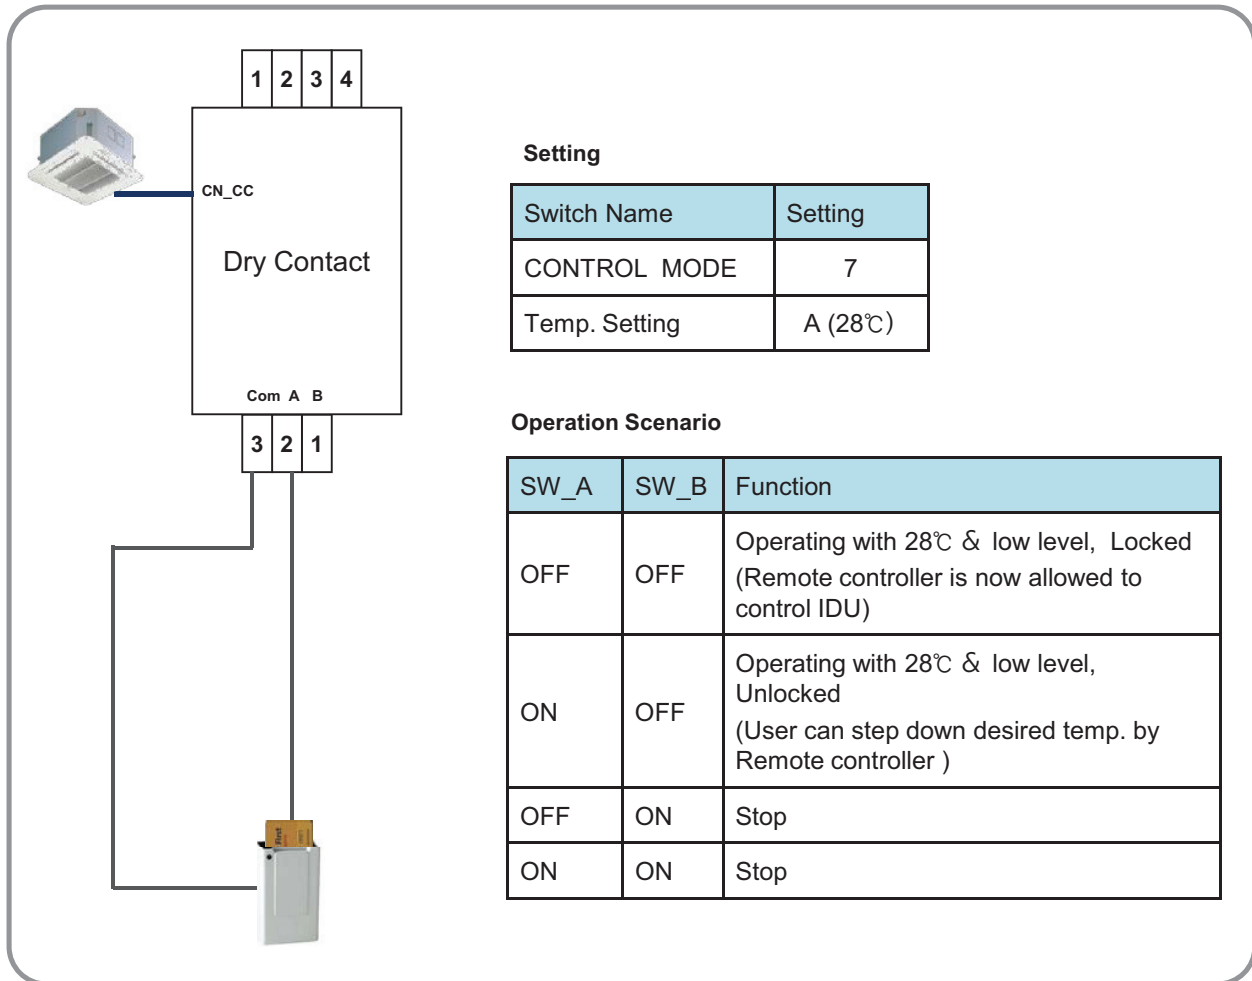 1 2 3 4
CN_CC
Dry Contact
Com A B
3 2 1
First
Setting
Switch Name Setting
CONTROL MODE 7
Temp. Setting A (28℃)
Operation Scenario
SW_A SW_B Function
OFF OFF Operating with 28℃ & low level, Locked
(Remote controller is now allowed to
control IDU)
ON OFF Operating with 28℃ & low level,
Unlocked
(User can step down desired temp. by
Remote controller )
OFF ON Stop
ON ON Stop